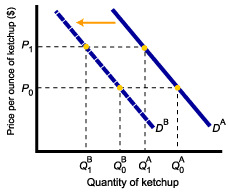 Price per ounce of ketchup ($)
P₁
P₀
Dᴮ
Dᴬ
Q₁ᴮ Q₀ᴮ Q₁ᴬ Q₀ᴬ
Quantity of ketchup